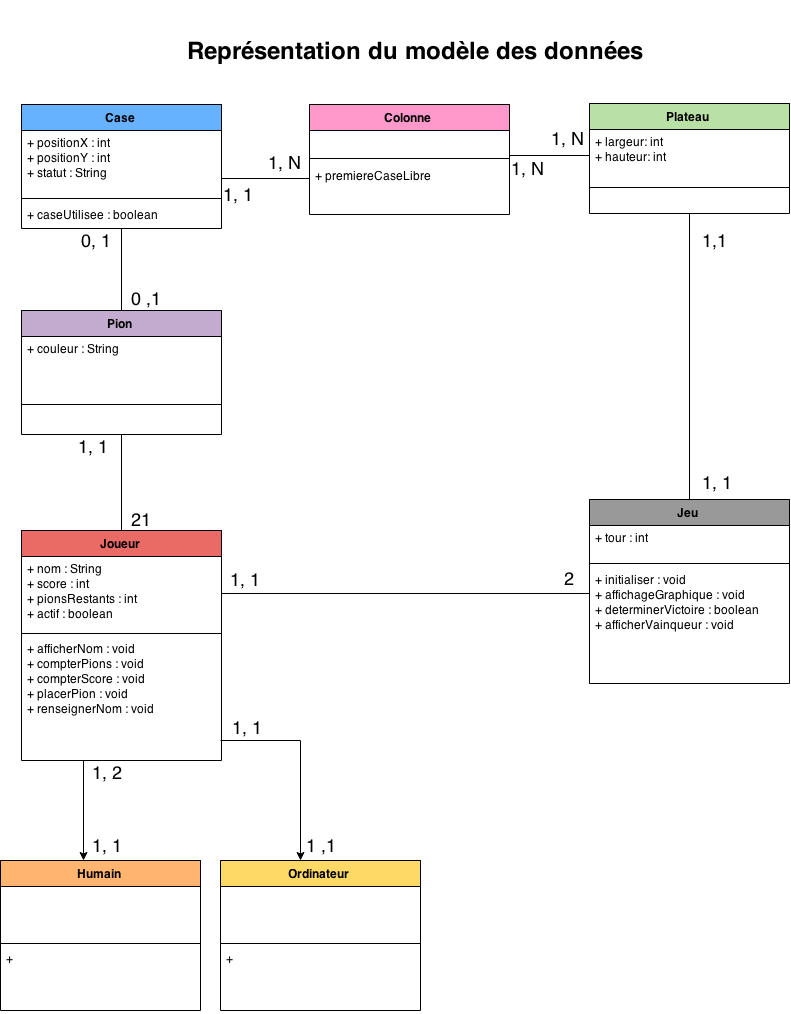 Représentation du modèle des données
Case
+ positionX : int
+ positionY : int
+ statut : String
+ caseUtilisee : boolean
Colonne
+ premiereCaseLibre
Plateau
+ largeur: int
+ hauteur: int
1, N
1, 1
1, N
1, N
0, 1
0 ,1
1,1
Pion
+ couleur : String
1, 1
21
1, 1
Joueur
+ nom : String
+ score : int
+ pionsRestants : int
+ actif : boolean
+ afficherNom : void
+ compterPions : void
+ compterScore : void
+ placerPion : void
+ renseignerNom : void
1, 1
2
Jeu
+ tour : int
+ initialiser : void
+ affichageGraphique : void
+ determinerVictoire : boolean
+ afficherVainqueur : void
1, 1
1, 2
1, 1
1 ,1
Humain
+
Ordinateur
+